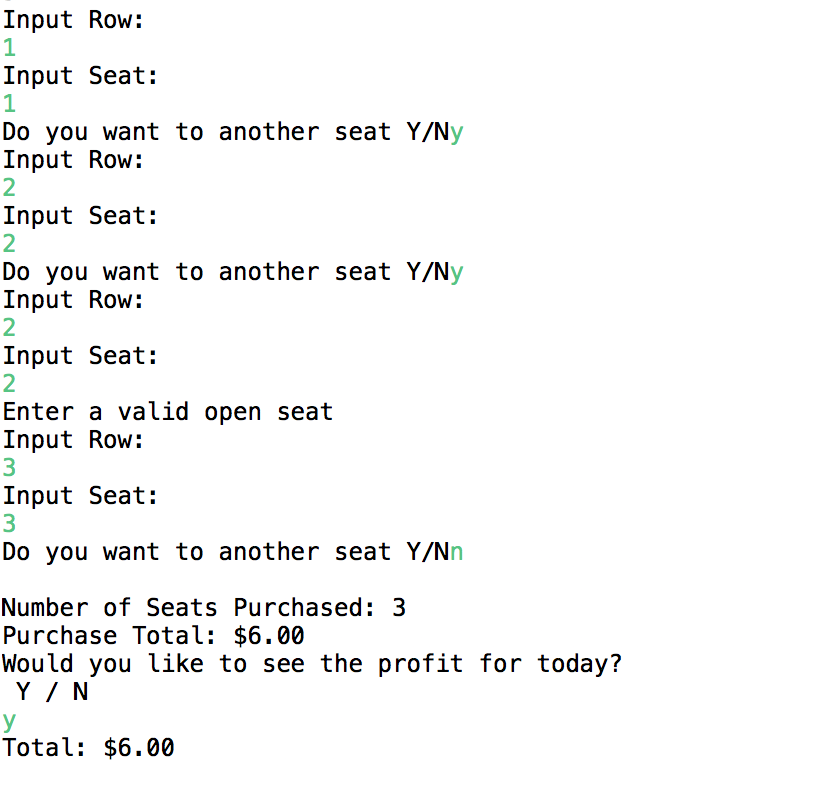 Input Row:
1
Input Seat:
1
Do you want to another seat Y/Ny
Input Row:
2
Input Seat:
2
Do you want to another seat Y/Ny
Input Row:
2
Input Seat:
2
Enter a valid open seat
Input Row:
3
Input Seat:
3
Do you want to another seat Y/Nn
Number of Seats Purchased: 3
Purchase Total: $6.00
Would you like to see the profit for today?
Y / N
y
Total: $6.00